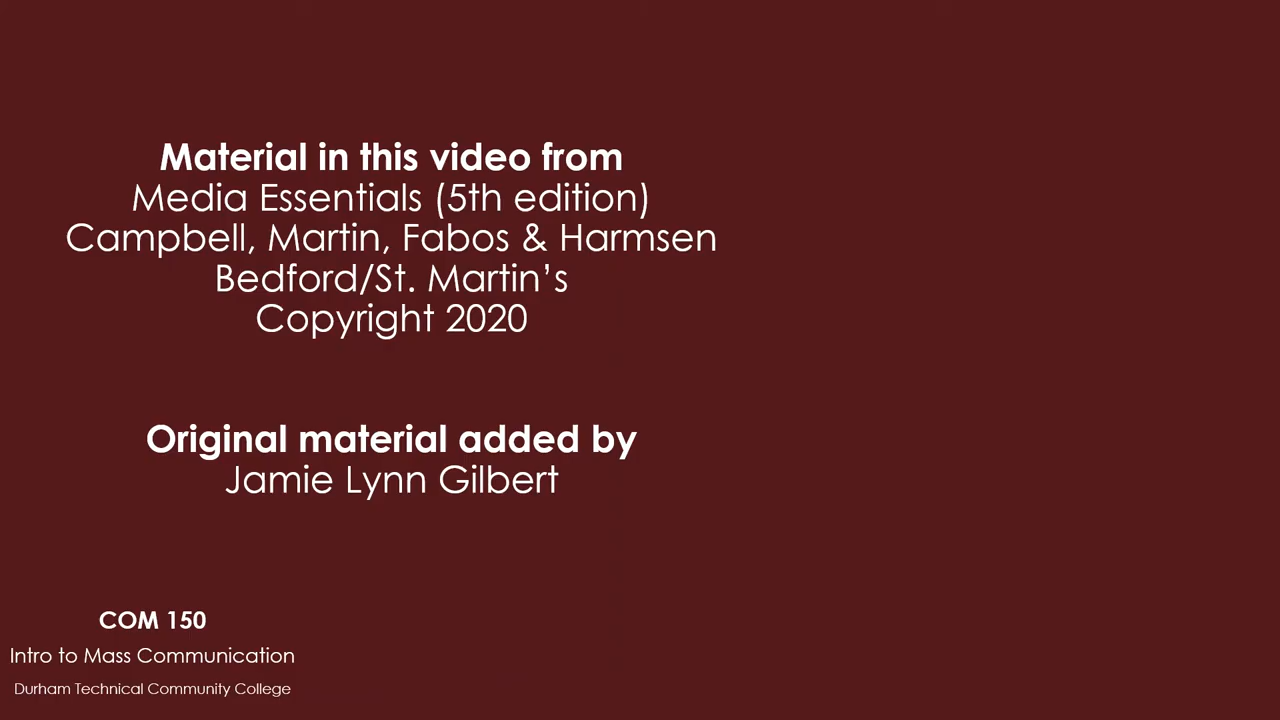 Material in this video from
Media Essentials (5th edition)
Campbell, Martin, Fabos & Harmsen
Bedford/St. Martin’s
Copyright 2020
Original material added by
Jamie Lynn Gilbert
COM 150
Intro to Mass Communication
Durham Technical Community College